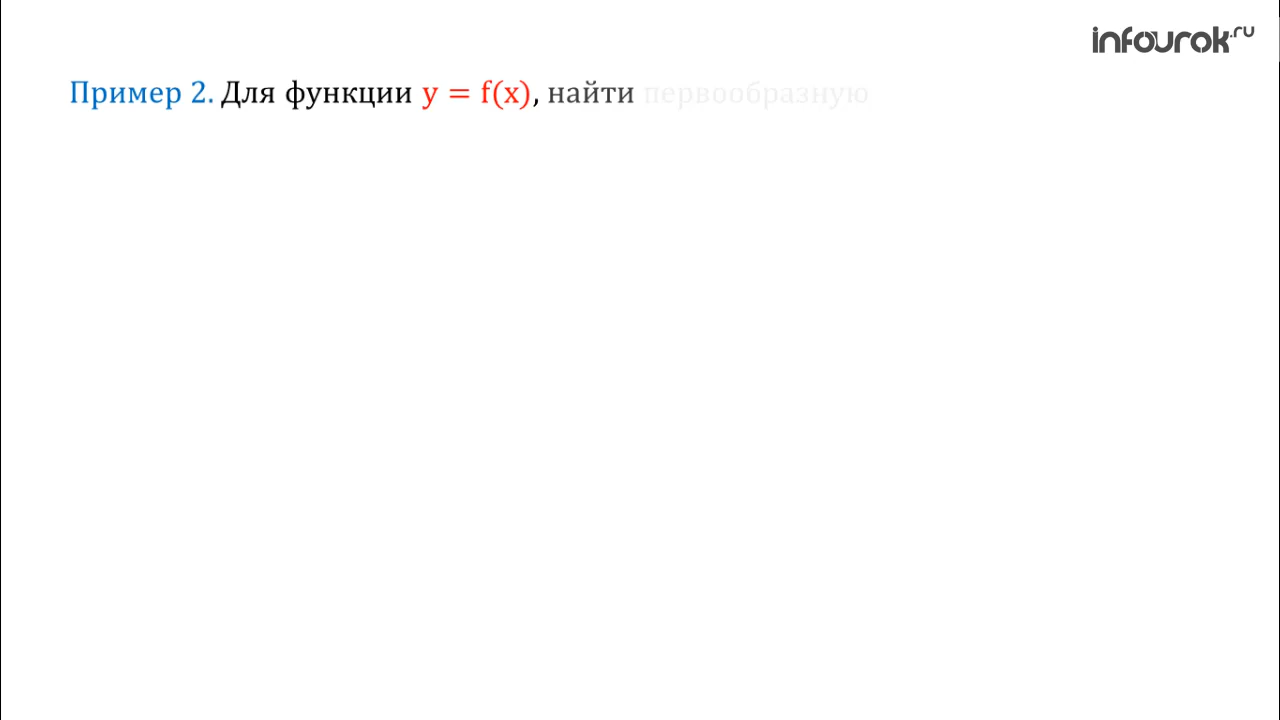 infourok.ru
Пример 2. Для функции y = f(x), найти первообразную